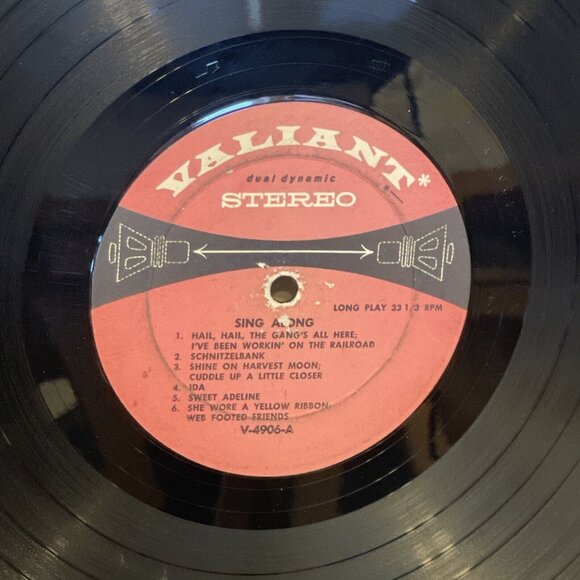 VALIANT*
dual dynamic
STEREO
LONG PLAY 33 1/3 RPM
SING ALONG
1. HAIL, HAIL, THE GANG'S ALL HERE;
I'VE BEEN WORKIN' ON THE RAILROAD
2. SCHNITZELBANK
3. SHINE ON HARVEST MOON;
CUDDLE UP A LITTLE CLOSER
4. IDA
5. SWEET ADELINE
6. SHE WORE A YELLOW RIBBON;
WEB FOOTED FRIENDS
V-4906-A